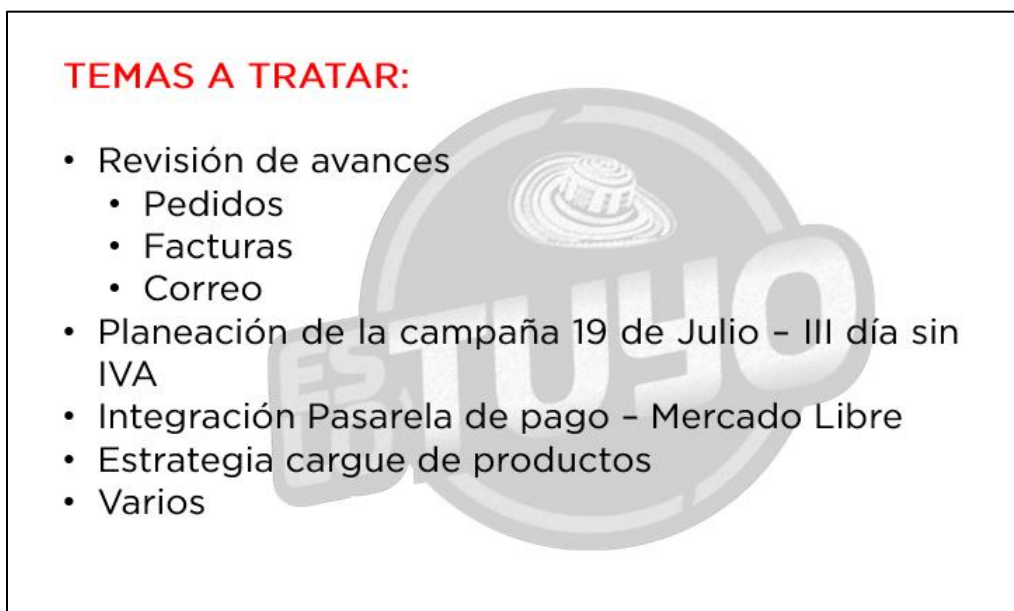 TEMAS A TRATAR:
• Revisión de avances
• Pedidos
• Facturas
• Correo
• Planeación de la campaña 19 de Julio – III día sin
IVA
• Integración Pasarela de pago – Mercado Libre
• Estrategia cargue de productos
• Varios
ES
TUYO